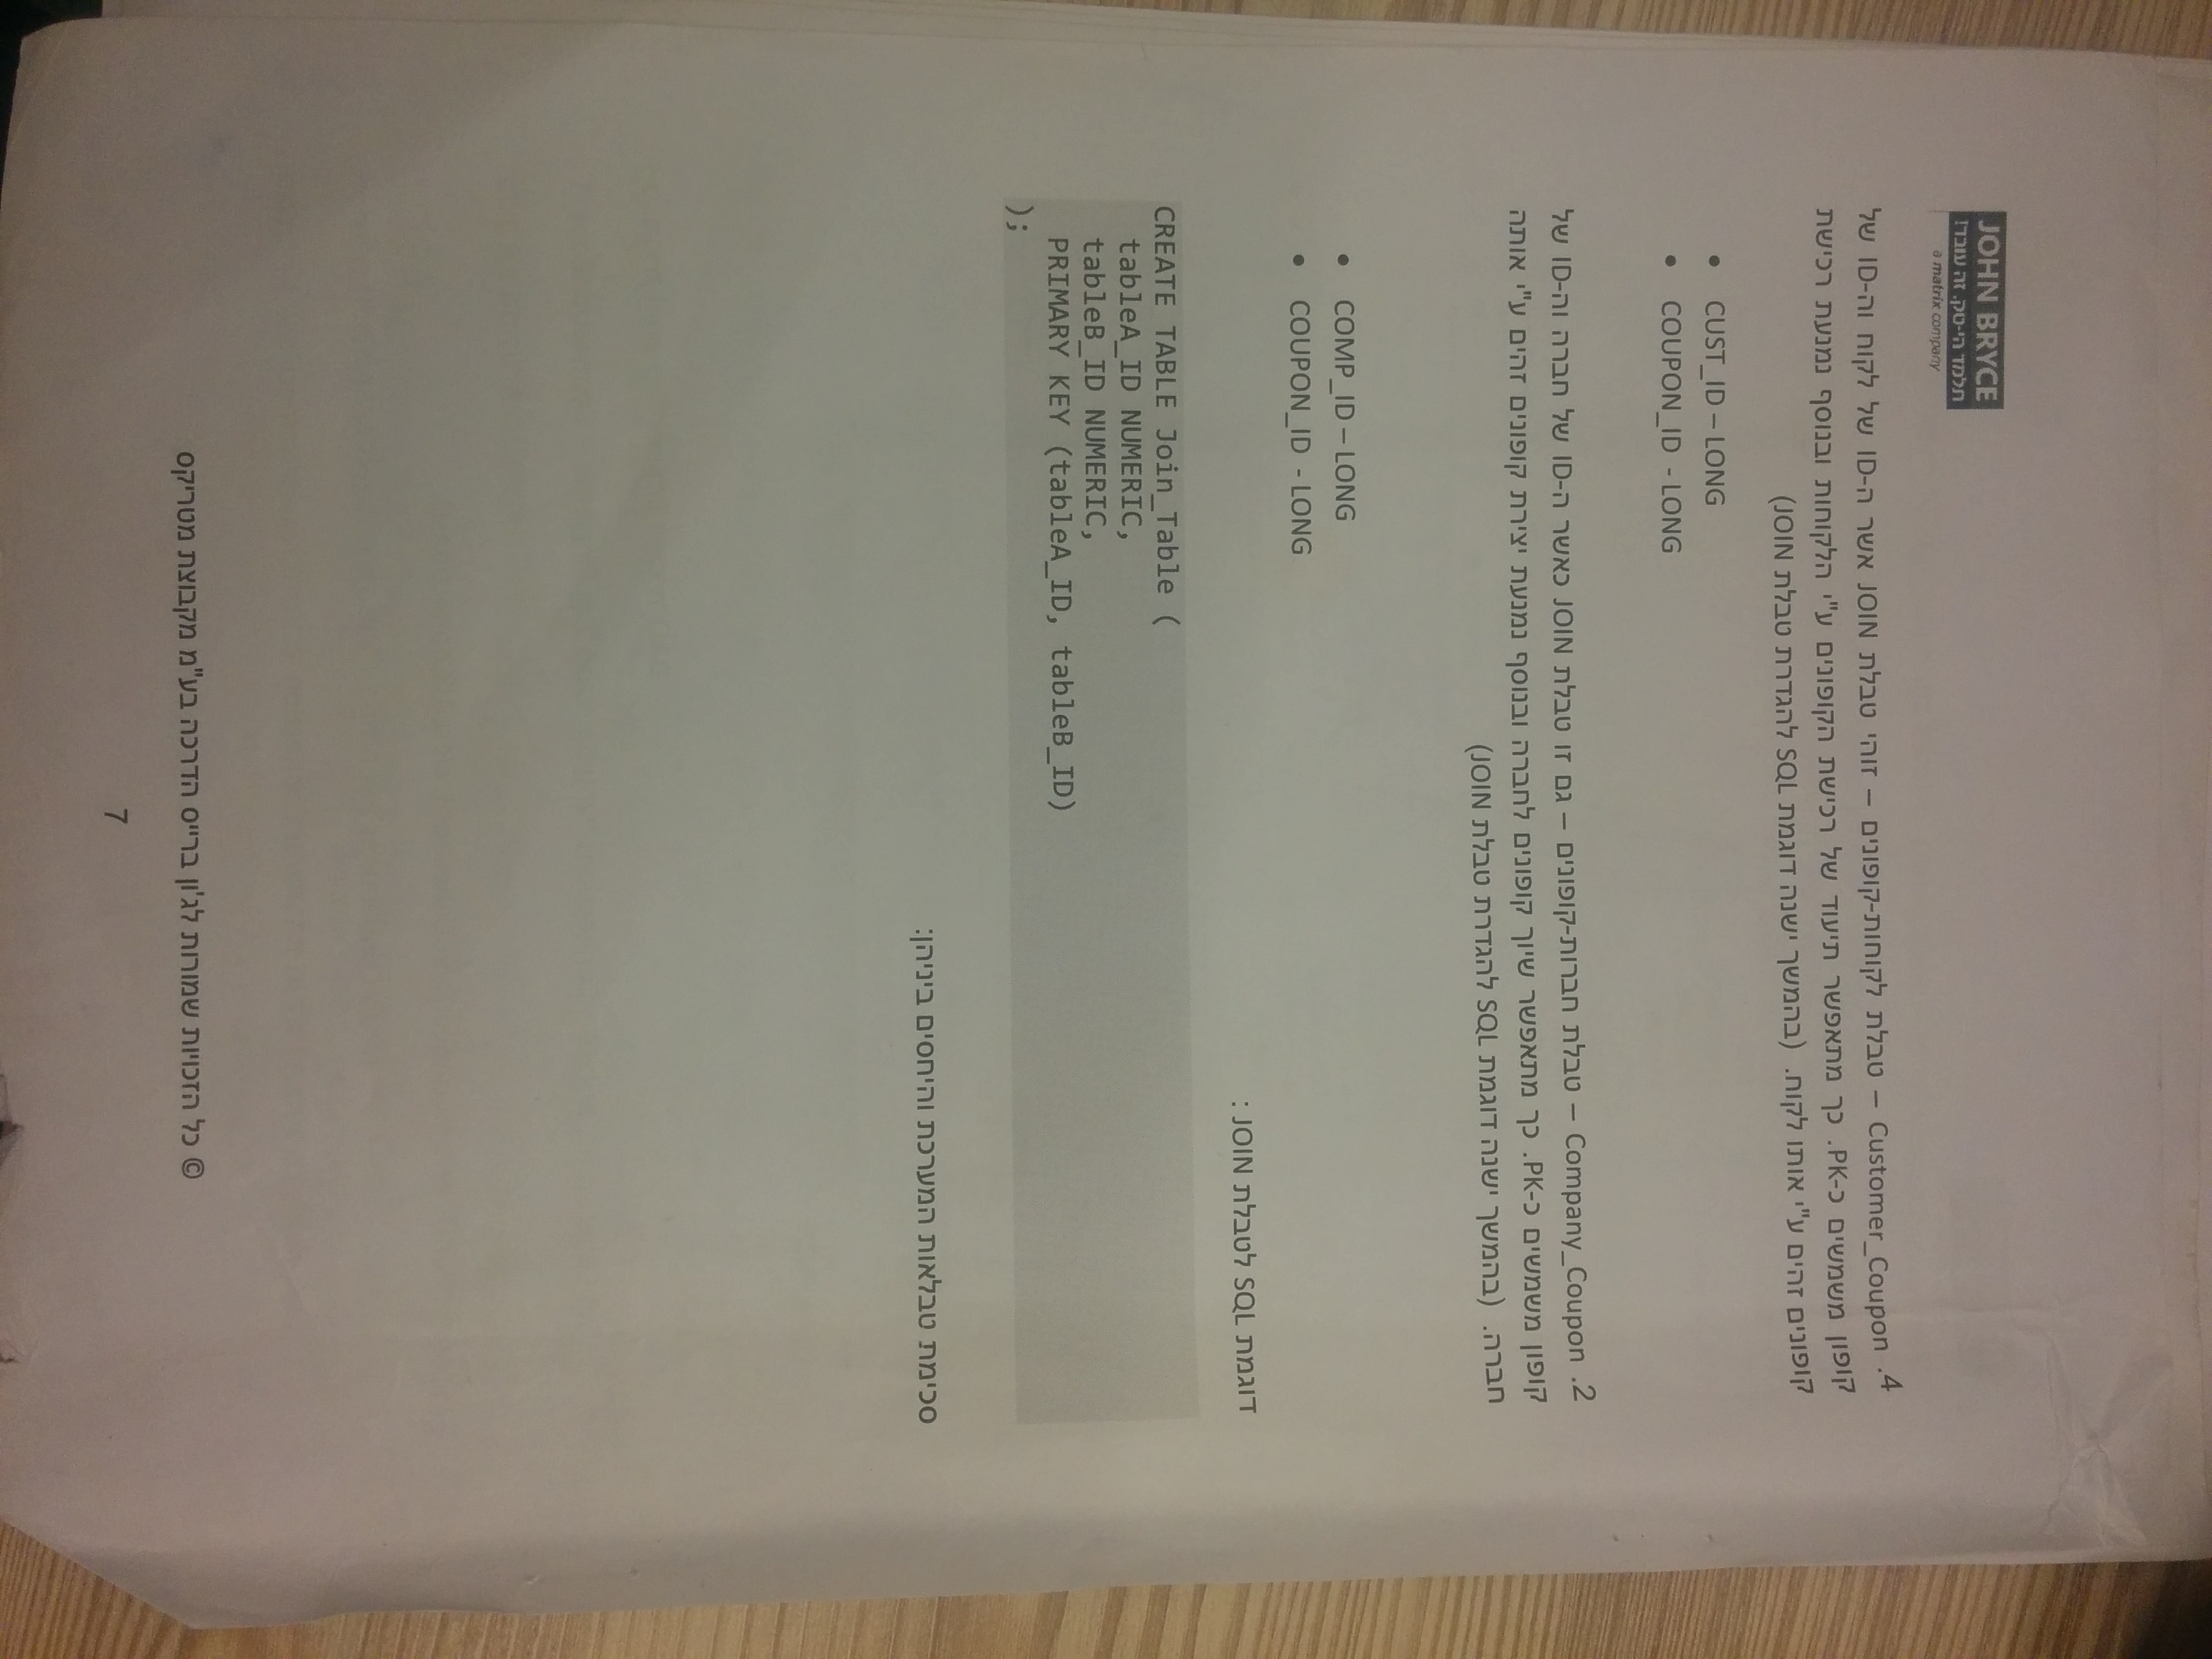 JOHN BRYCE
תלמד היי-טק. זה עובד!
a matrix company
4. Customer_Coupon – טבלת לקוחות-קופונים – זוהי טבלת JOIN אשר ה-ID של לקוח וה-ID של
קופון משמשים כ-PK. כך מתאפשר תיעוד של רכישת הקופונים ע"י הלקוחות ובנוסף נמנעת רכישת
קופונים זהים ע"י אותו לקוח. (בהמשך ישנה דוגמת SQL להגדרת טבלת JOIN)
• CUST_ID – LONG
• COUPON_ID - LONG
2. Company_Coupon – טבלת חברות-קופונים – גם זו טבלת JOIN כאשר ה-ID של חברה וה-ID של
קופון משמשים כ-PK. כך מתאפשר שיוך קופונים לחברה ובנוסף נמנעת יצירת קופונים זהים ע"י אותה
חברה. (בהמשך ישנה דוגמת SQL להגדרת טבלת JOIN)
• COMP_ID – LONG
• COUPON_ID - LONG
דוגמת SQL לטבלת JOIN :
CREATE TABLE Join_Table (
tableA_ID NUMERIC,
tableB_ID NUMERIC,
PRIMARY KEY (tableA_ID, tableB_ID)
);
סכימת טבלאות המערכת והיחסים ביניהן:
© כל הזכויות שמורות לג'ון ברייס הדרכה בע"מ מקבוצת מטריקס
7